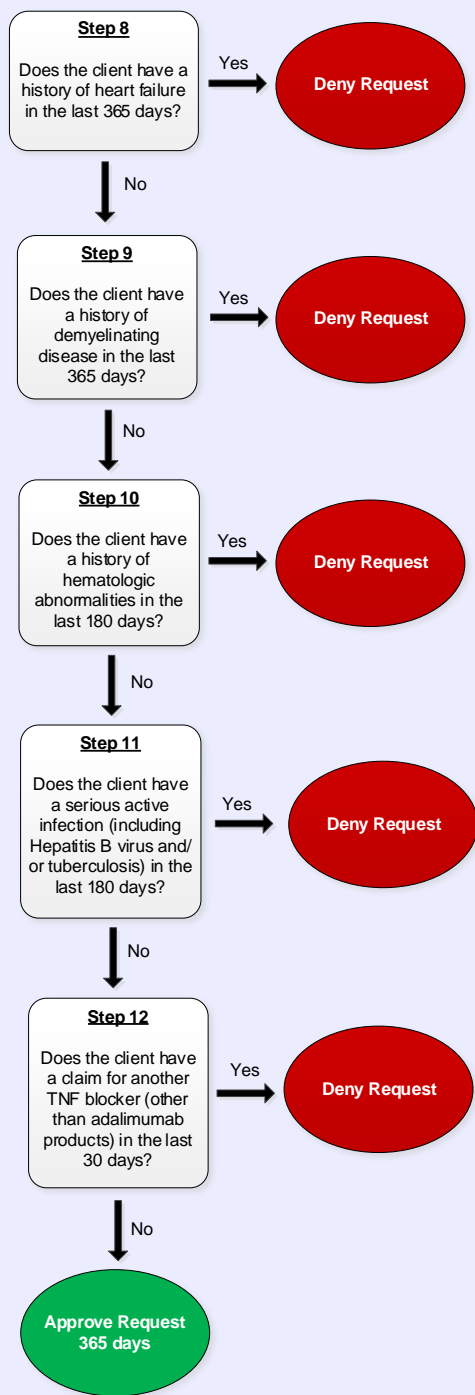 Step 8
Does the client have a
history of heart failure
in the last 365 days?
Yes
Deny Request
No
Step 9
Does the client have
a history of
demyelinating
disease in the last
365 days?
Yes
Deny Request
No
Step 10
Does the client have
a history of
hematologic
abnormalities in the
last 180 days?
Yes
Deny Request
No
Step 11
Does the client have
a serious active
infection (including
Hepatitis B virus and/
or tuberculosis) in the
last 180 days?
Yes
Deny Request
No
Step 12
Does the client have
a claim for another
TNF blocker (other
than adalimumab
products) in the last
30 days?
Yes
Deny Request
No
Approve Request
365 days